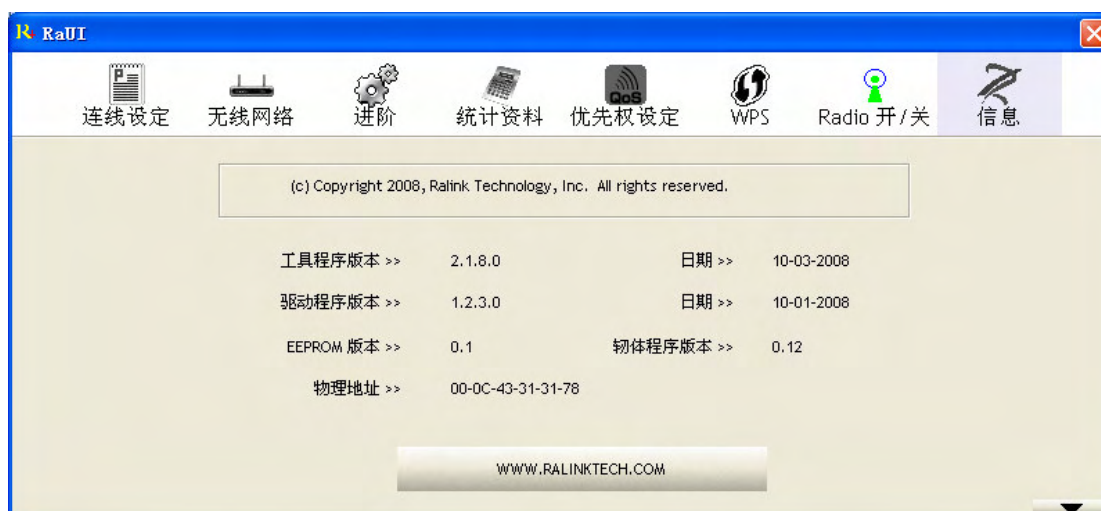 RaUI
连线设定 无线网络 进阶 统计资料 优先权设定 WPS Radio 开/关 信息
(c) Copyright 2008, Ralink Technology, Inc. All rights reserved.
工具程序版本 >> 2.1.8.0 日期 >> 10-03-2008
驱动程序版本 >> 1.2.3.0 日期 >> 10-01-2008
EEPROM 版本 >> 0.1 轫体程序版本 >> 0.12
物理地址 >> 00-0C-43-31-31-78
WWW.RALINKTECH.COM